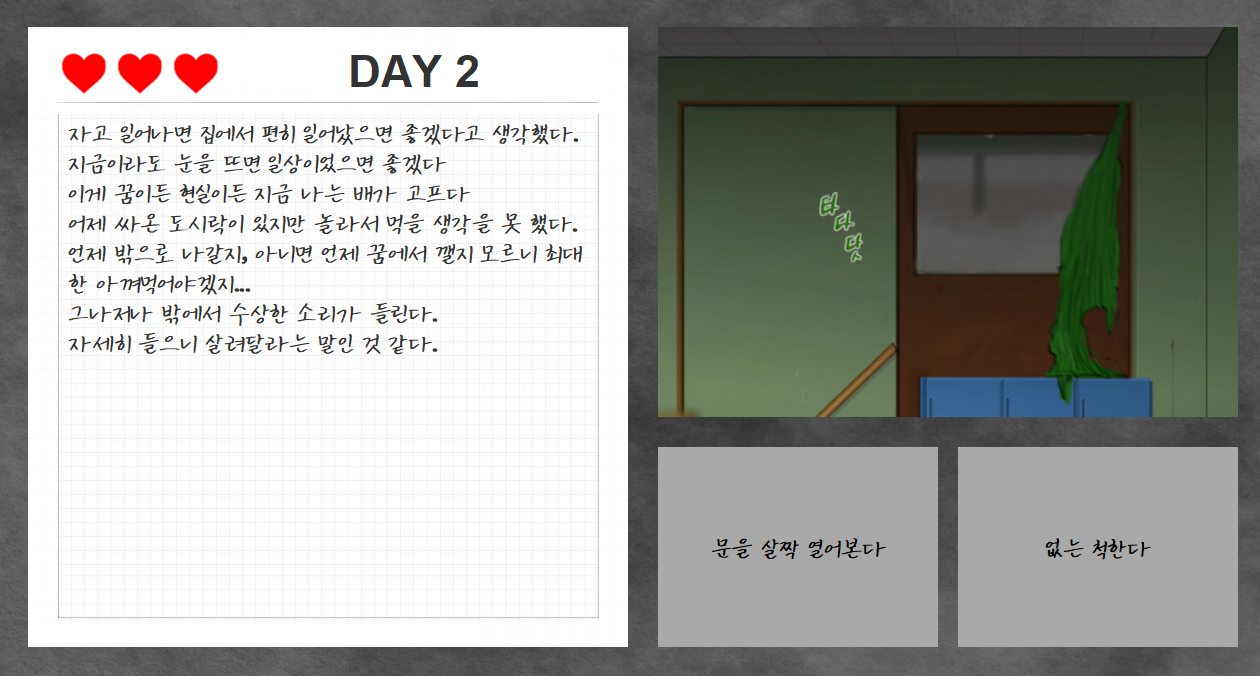 DAY 2
자고 일어나면 집에서 편히 일어났으면 좋겠다고 생각했다.
지금이라도 눈을 뜨면 일상이었으면 좋겠다
이게 꿈이든 현실이든 지금 나는 배가 고프다
어제 싸온 도시락이 있지만 놀라서 먹을 생각을 못 했다.
언제 밖으로 나갈지, 아니면 언제 꿈에서 깰지 모르니 최대
한 아껴먹어야겠지...
그나저나 밖에서 수상한 소리가 들린다.
자세히 들으니 살려달라는 말인 것 같다.
타
다
닷
문을 살짝 열어본다
없는 척한다